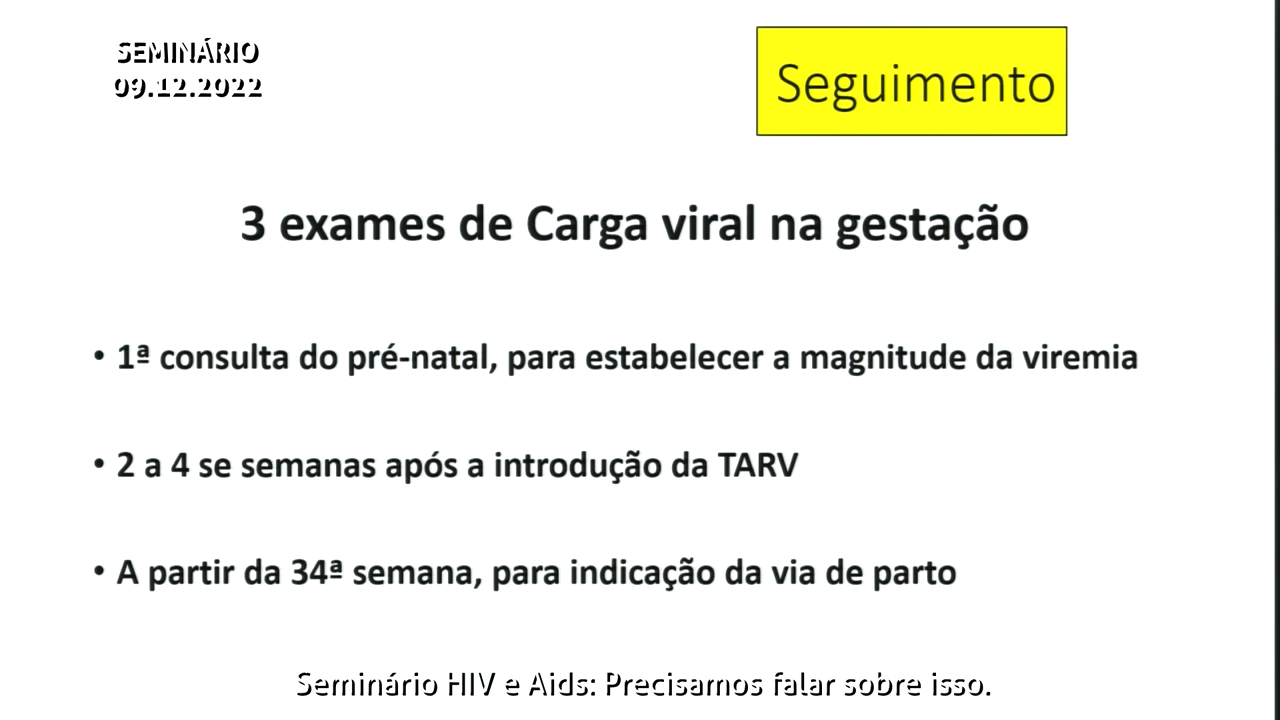 SEMINÁRIO
09.12.2022
Seguimento
3 exames de Carga viral na gestação
• 1ª consulta do pré-natal, para estabelecer a magnitude da viremia
• 2 a 4 se semanas após a introdução da TARV
• A partir da 34ª semana, para indicação da via de parto
Seminário HIV e Aids: Precisamos falar sobre isso.